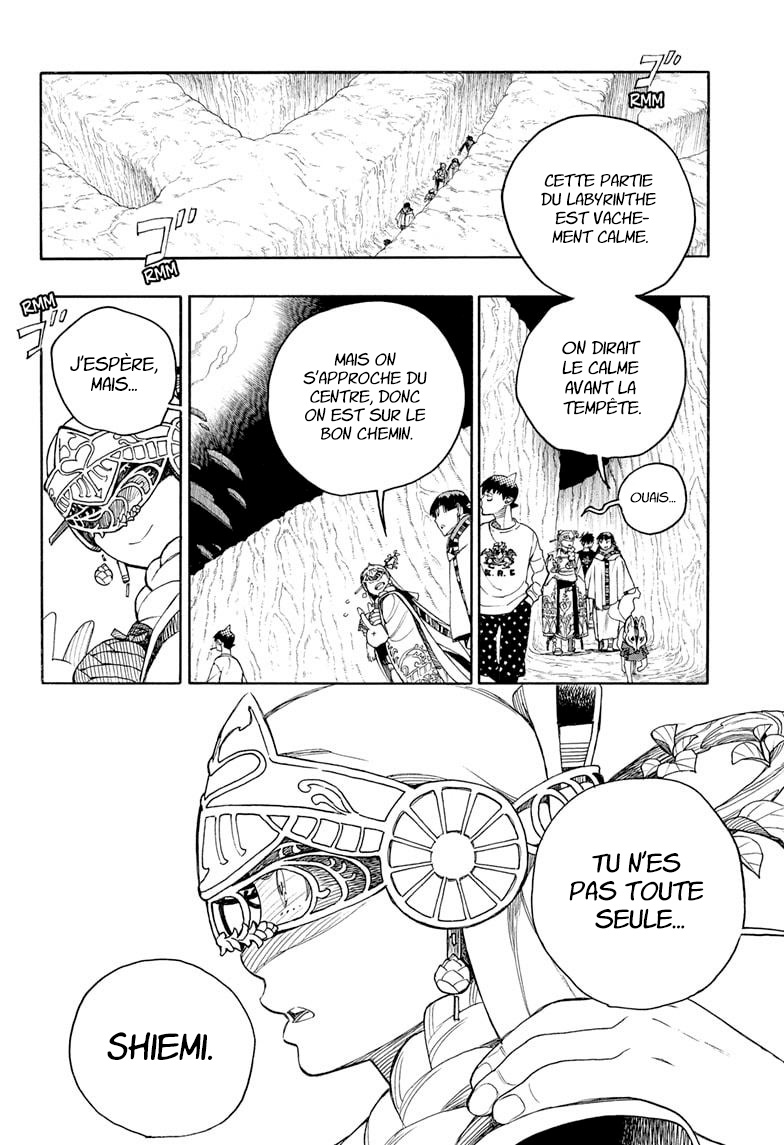 ゴ
RMM
CETTE PARTIE
DU LABYRINTHE
EST VACHE-
MENT CALME.
ゴ
RMM
ON DIRAIT
LE CALME
AVANT LA
TEMPÊTE.
OUAIS...
K.R.C
MAIS ON
S'APPROCHE DU
CENTRE, DONC
ON EST SUR LE
BON CHEMIN.
RMM
ゴ
J'ESPÈRE,
MAIS...
TU N'ES
PAS TOUTE
SEULE...
SHIEMI.